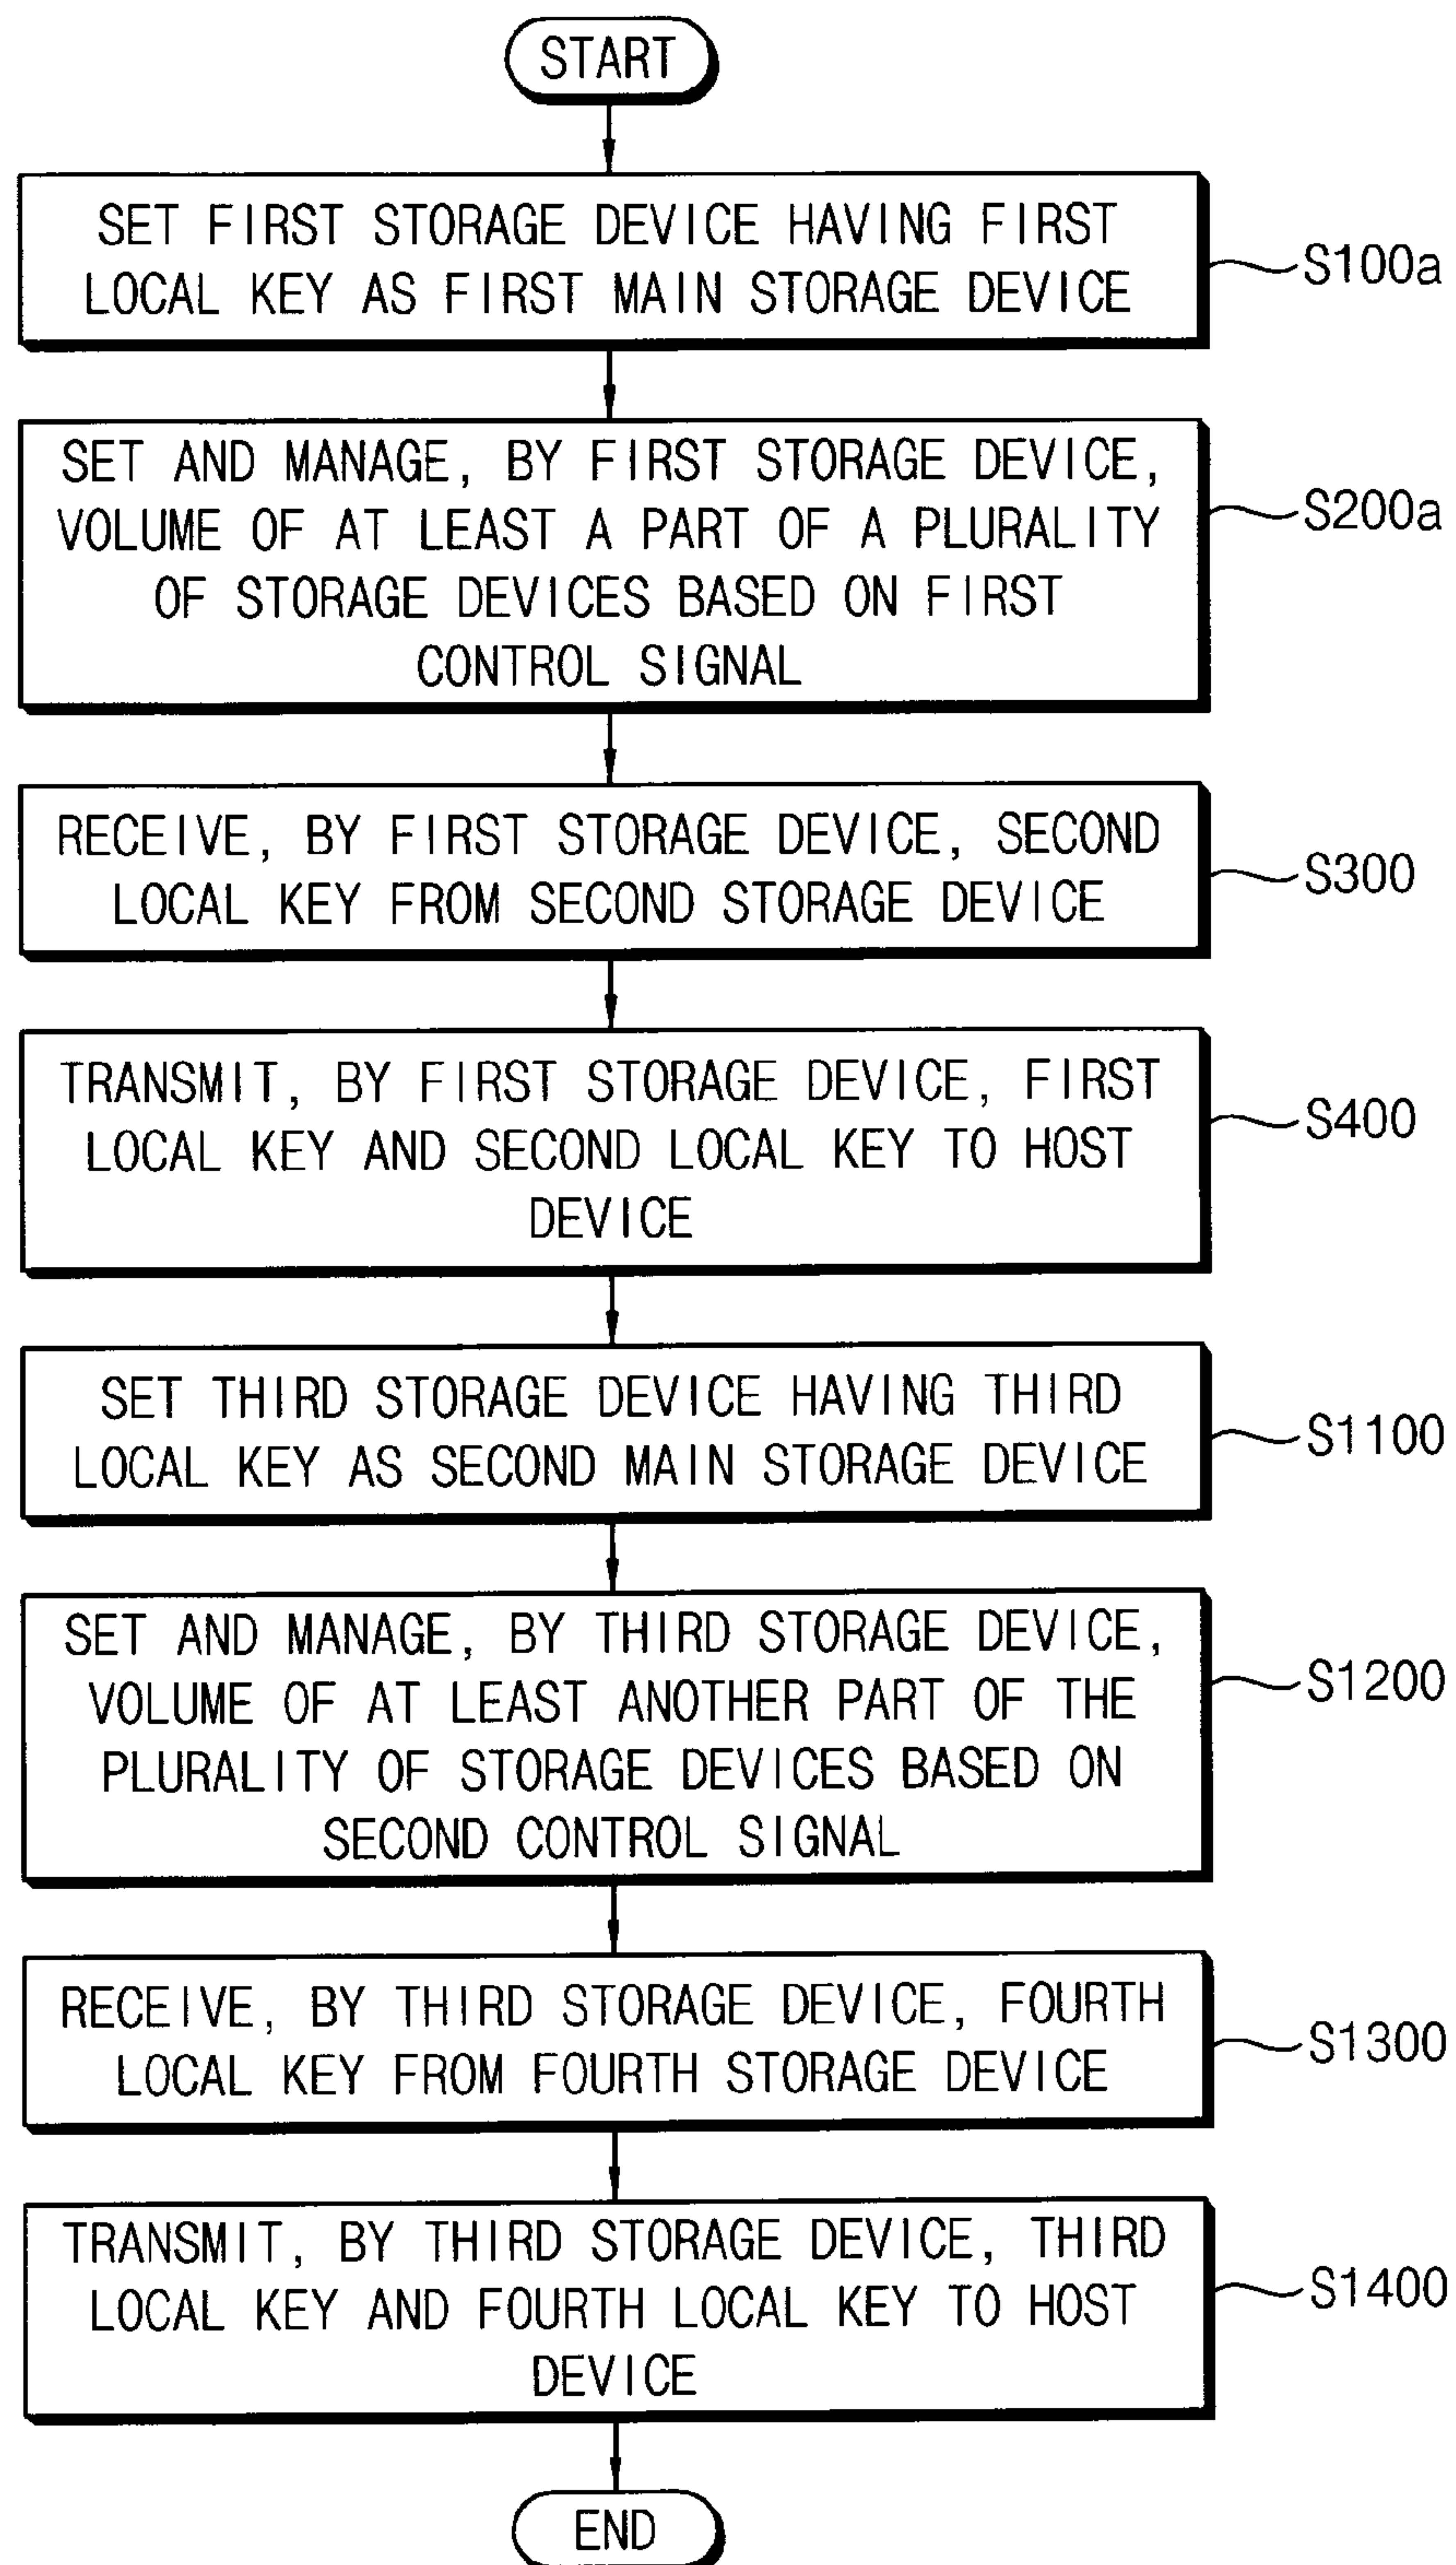 START
SET FIRST STORAGE DEVICE HAVING FIRST
LOCAL KEY AS FIRST MAIN STORAGE DEVICE
S100a
SET AND MANAGE, BY FIRST STORAGE DEVICE,
VOLUME OF AT LEAST A PART OF A PLURALITY
OF STORAGE DEVICES BASED ON FIRST
CONTROL SIGNAL
S200a
RECEIVE, BY FIRST STORAGE DEVICE, SECOND
LOCAL KEY FROM SECOND STORAGE DEVICE
S300
TRANSMIT, BY FIRST STORAGE DEVICE, FIRST
LOCAL KEY AND SECOND LOCAL KEY TO HOST
DEVICE
S400
SET THIRD STORAGE DEVICE HAVING THIRD
LOCAL KEY AS SECOND MAIN STORAGE DEVICE
S1100
SET AND MANAGE, BY THIRD STORAGE DEVICE,
VOLUME OF AT LEAST ANOTHER PART OF THE
PLURALITY OF STORAGE DEVICES BASED ON
SECOND CONTROL SIGNAL
S1200
RECEIVE, BY THIRD STORAGE DEVICE, FOURTH
LOCAL KEY FROM FOURTH STORAGE DEVICE
S1300
TRANSMIT, BY THIRD STORAGE DEVICE, THIRD
LOCAL KEY AND FOURTH LOCAL KEY TO HOST
DEVICE
S1400
END